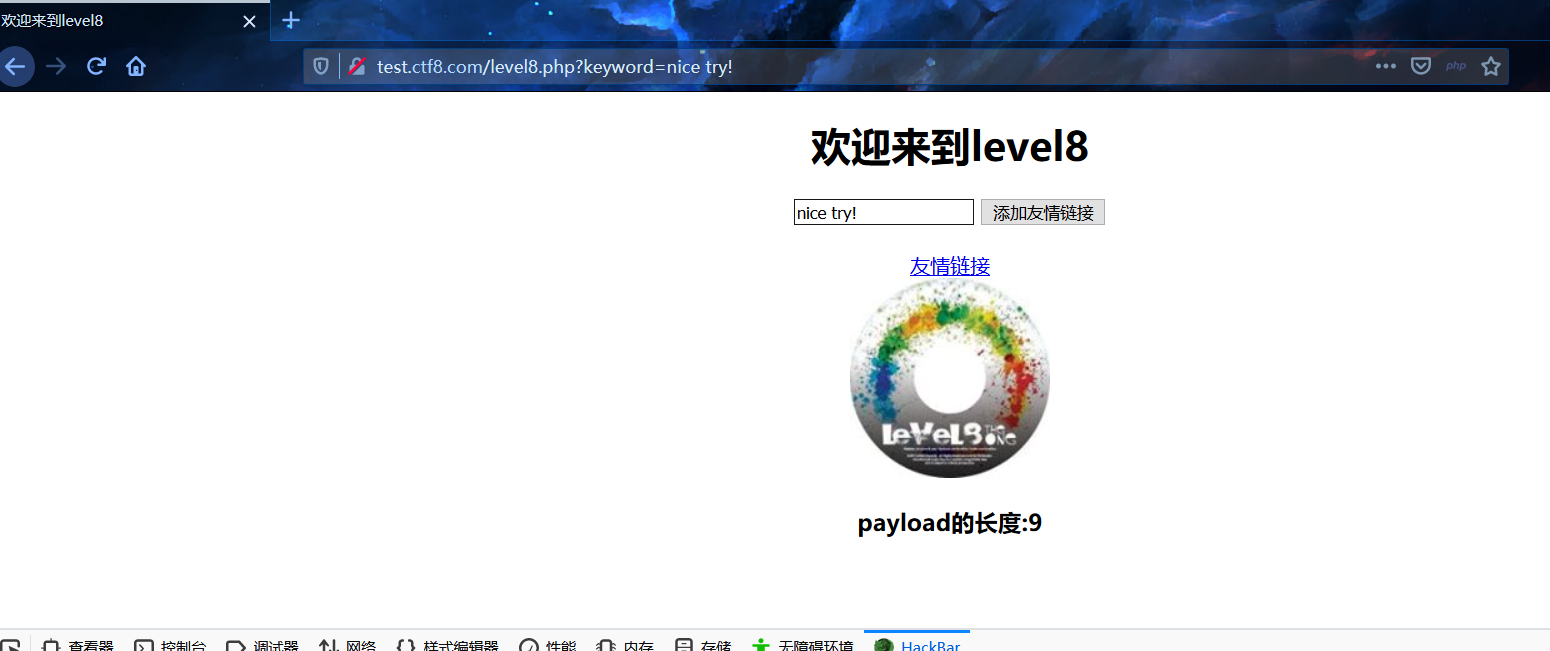 欢迎来到level8
test.ctf8.com/level8.php?keyword=nice try!
php
欢迎来到level8
nice try! 添加友情链接
友情链接
LeVeL8 THE ONE
payload的长度:9
查看器 控制台 调试器 网络 样式编辑器 性能 内存 存储 无障碍环境 HackBar